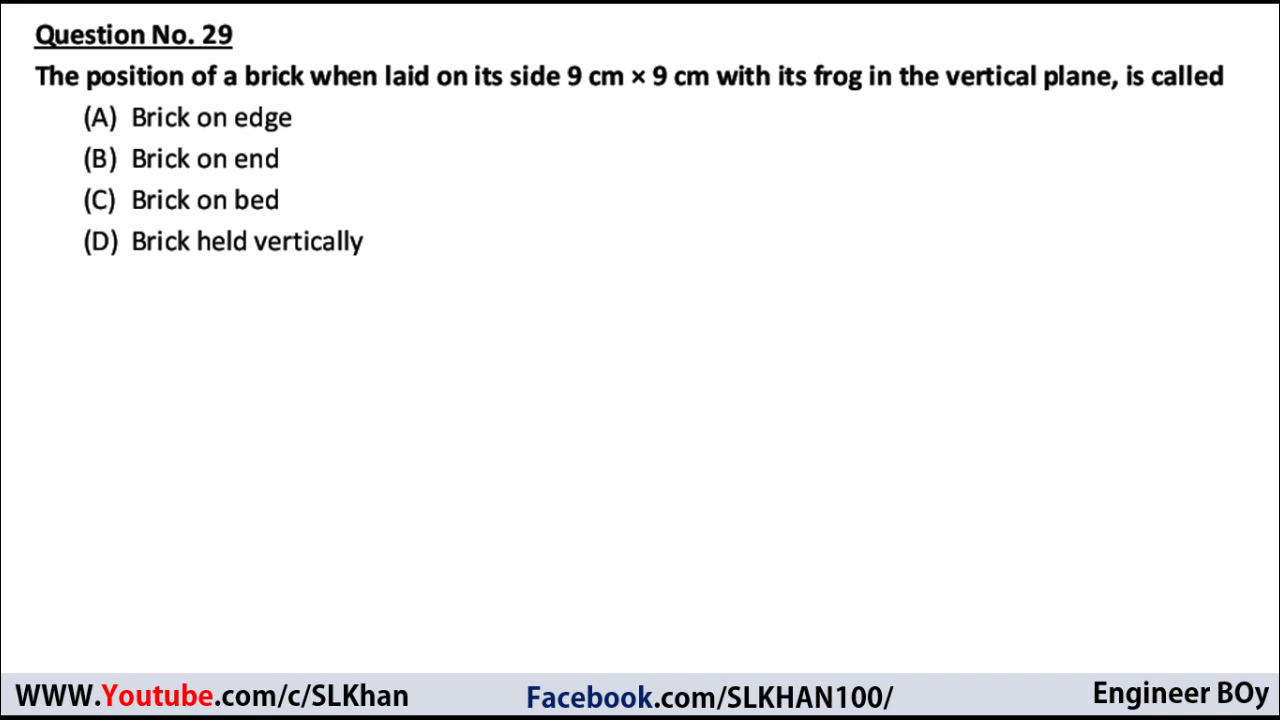 Question No. 29
The position of a brick when laid on its side 9 cm × 9 cm with its frog in the vertical plane, is called
(A) Brick on edge
(B) Brick on end
(C) Brick on bed
(D) Brick held vertically
WWW.Youtube.com/c/SLKhan
Facebook.com/SLKHAN100/
Engineer BOy